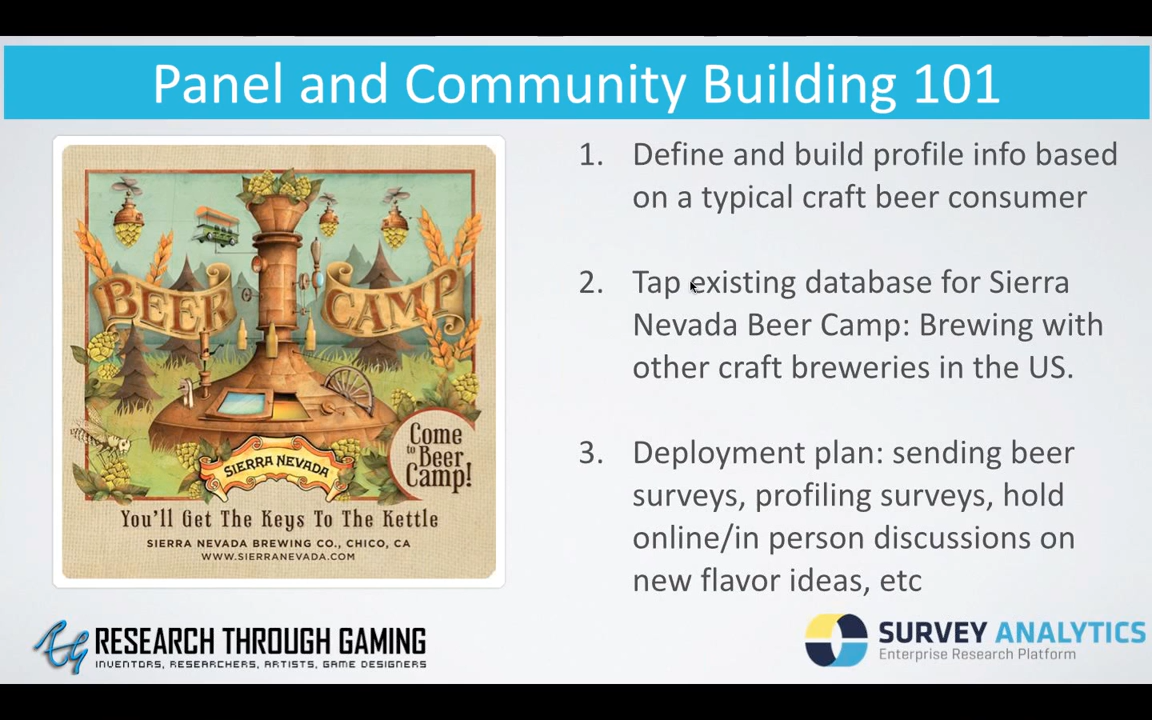 Panel and Community Building 101
BEER CAMP
SIERRA NEVADA
Come
to Beer
Camp!
You'll Get The Keys To The Kettle
SIERRA NEVADA BREWING CO., CHICO, CA
WWW.SIERRANEVADA.COM
1. Define and build profile info based
on a typical craft beer consumer
2. Tap existing database for Sierra
Nevada Beer Camp: Brewing with
other craft breweries in the US.
3. Deployment plan: sending beer
surveys, profiling surveys, hold
online/in person discussions on
new flavor ideas, etc
RTG RESEARCH THROUGH GAMING
INVENTORS, RESEARCHERS, ARTISTS, GAME DESIGNERS
SURVEY ANALYTICS
Enterprise Research Platform